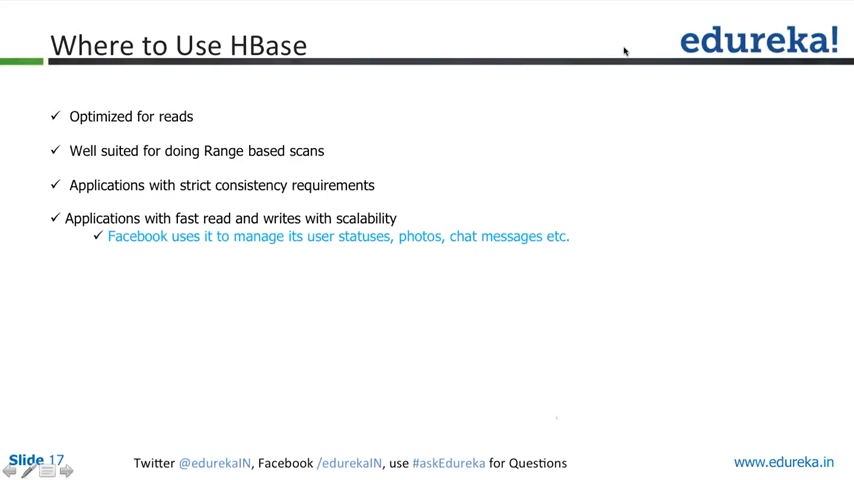 Where to Use HBase
edureka!
✓ Optimized for reads
✓ Well suited for doing Range based scans
✓ Applications with strict consistency requirements
✓ Applications with fast read and writes with scalability
✓ Facebook uses it to manage its user statuses, photos, chat messages etc.
Slide 17
Twitter @edurekaIN, Facebook /edurekaIN, use #askEdureka for Questions
www.edureka.in